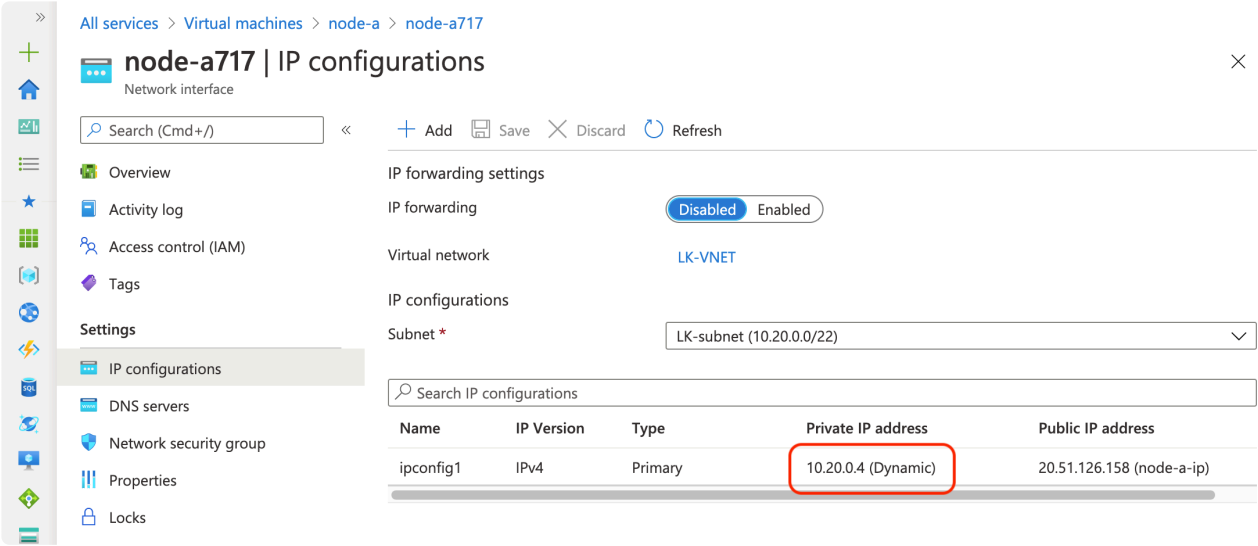 All services > Virtual machines > node-a > node-a717
node-a717 | IP configurations
Network interface
Search (Cmd+/)
Overview
Activity log
Access control (IAM)
Tags
Settings
IP configurations
DNS servers
Network security group
Properties
Locks
Add Save Discard Refresh
IP forwarding settings
IP forwarding Disabled Enabled
Virtual network LK-VNET
IP configurations
Subnet * LK-subnet (10.20.0.0/22)
Search IP configurations
Name IP Version Type Private IP address Public IP address
ipconfig1 IPv4 Primary 10.20.0.4 (Dynamic) 20.51.126.158 (node-a-ip)
SQL